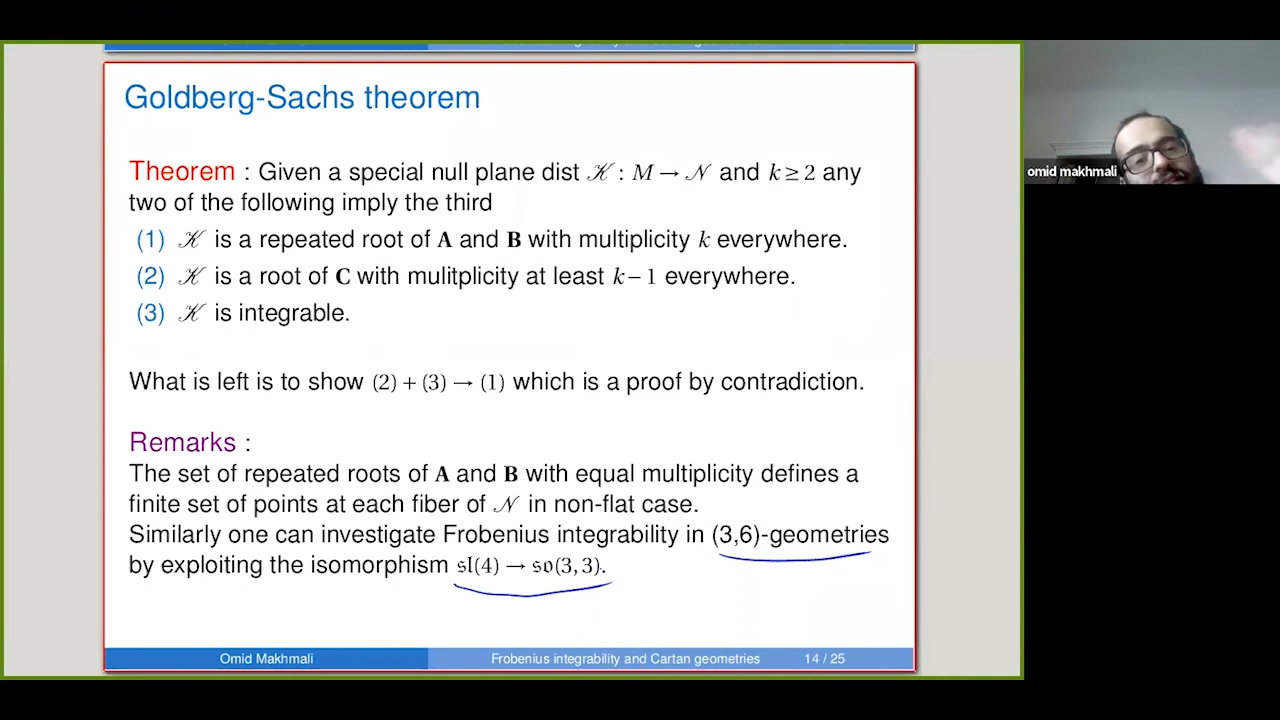 Goldberg-Sachs theorem
Theorem : Given a special null plane dist 𝒦 : M → 𝒩 and k ≥ 2 any
two of the following imply the third
(1) 𝒦 is a repeated root of A and B with multiplicity k everywhere.
(2) 𝒦 is a root of C with mulitplicity at least k − 1 everywhere.
(3) 𝒦 is integrable.
What is left is to show (2) + (3) → (1) which is a proof by contradiction.
Remarks :
The set of repeated roots of A and B with equal multiplicity defines a
finite set of points at each fiber of 𝒩 in non-flat case.
Similarly one can investigate Frobenius integrability in (3,6)-geometries
by exploiting the isomorphism 𝔰𝔩(4) → 𝔰𝔬(3,3).
Omid Makhmali Frobenius integrability and Cartan geometries 14 / 25
omid makhmali